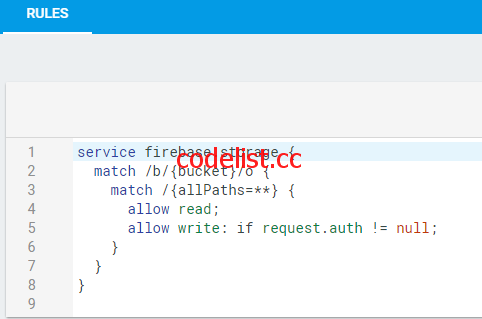 RULES
1 service firebase.storage {
2 match /b/{bucket}/o {
codelist.cc
3 match /{allPaths=**} {
4 allow read;
5 allow write: if request.auth != null;
6 }
7 }
8 }
9